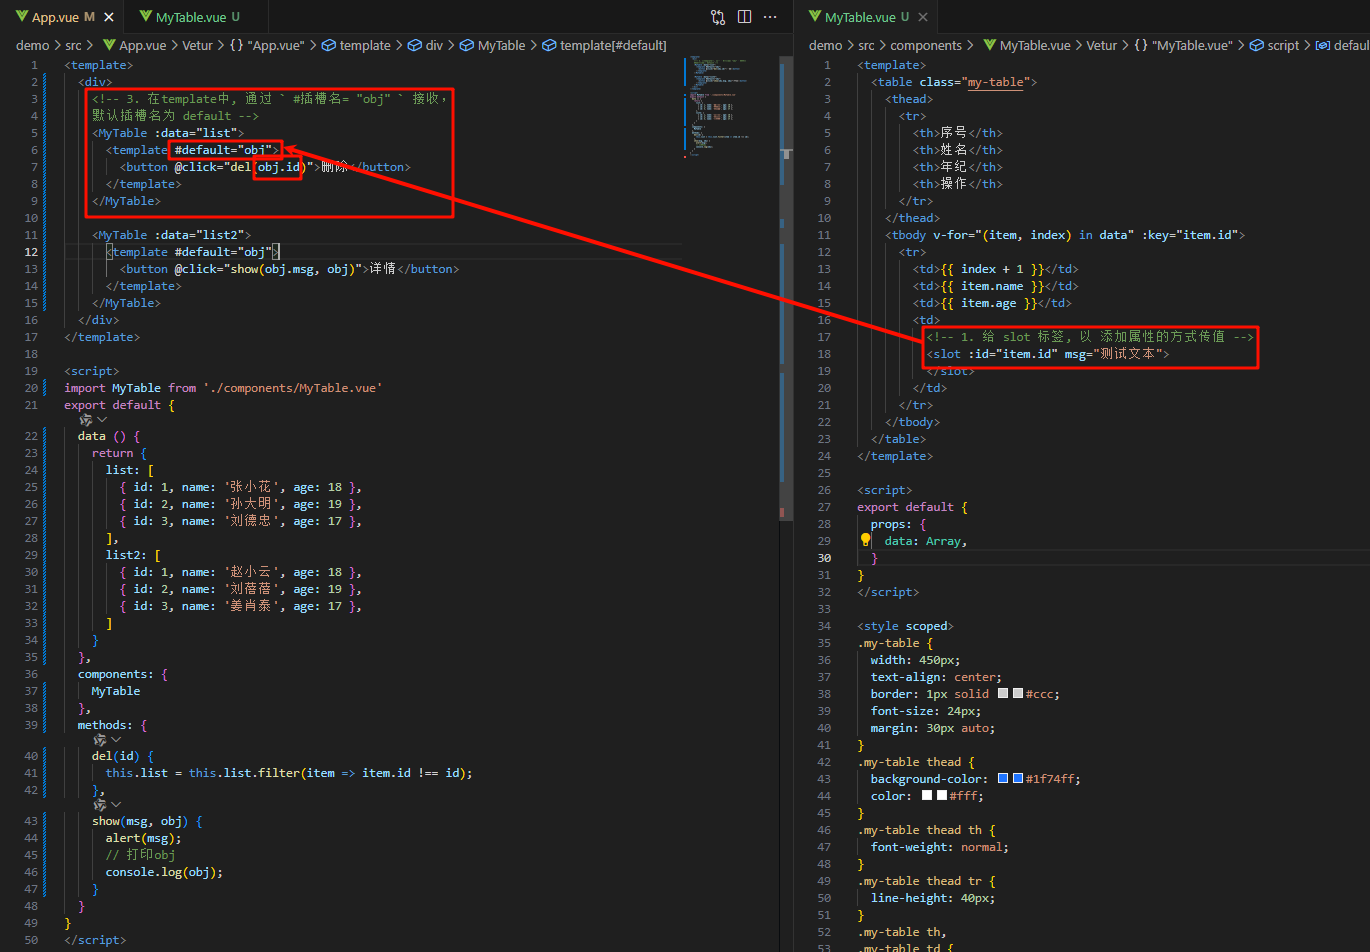 App.vue M
MyTable.vue U
demo > src > App.vue > Vetur > {} "App.vue" > template > div > MyTable > template[#default]
1 <template>
2 <div>
3 <!-- 3. 在template中, 通过 ` #插槽名= "obj" ` 接收,
4 默认插槽名为 default -->
5 <MyTable :data="list">
6 <template #default="obj">
7 <button @click="del(obj.id)">删除</button>
8 </template>
9 </MyTable>
10
11 <MyTable :data="list2">
12 <template #default="obj">
13 <button @click="show(obj.msg, obj)">详情</button>
14 </template>
15 </MyTable>
16 </div>
17 </template>
18
19 <script>
20 import MyTable from './components/MyTable.vue'
21 export default {
22 data () {
23 return {
24 list: [
25 { id: 1, name: '张小花', age: 18 },
26 { id: 2, name: '孙大明', age: 19 },
27 { id: 3, name: '刘德忠', age: 17 },
28 ],
29 list2: [
30 { id: 1, name: '赵小云', age: 18 },
31 { id: 2, name: '刘蓓蓓', age: 19 },
32 { id: 3, name: '姜肖泰', age: 17 },
33 ]
34 }
35 },
36 components: {
37 MyTable
38 },
39 methods: {
40 del(id) {
41 this.list = this.list.filter(item => item.id !== id);
42 },
43 show(msg, obj) {
44 alert(msg);
45 // 打印obj
46 console.log(obj);
47 }
48 }
49 }
50 </script>
MyTable.vue U
demo > src > components > MyTable.vue > Vetur > {} "MyTable.vue" > script > defaul
1 <template>
2 <table class="my-table">
3 <thead>
4 <tr>
5 <th>序号</th>
6 <th>姓名</th>
7 <th>年纪</th>
8 <th>操作</th>
9 </tr>
10 </thead>
11 <tbody v-for="(item, index) in data" :key="item.id">
12 <tr>
13 <td>{{ index + 1 }}</td>
14 <td>{{ item.name }}</td>
15 <td>{{ item.age }}</td>
16 <td>
17 <!-- 1. 给 slot 标签, 以 添加属性的方式传值 -->
18 <slot :id="item.id" msg="测试文本">
19 </slot>
20 </td>
21 </tr>
22 </tbody>
23 </table>
24 </template>
25
26 <script>
27 export default {
28 props: {
29 data: Array,
30 }
31 }
32 </script>
33
34 <style scoped>
35 .my-table {
36 width: 450px;
37 text-align: center;
38 border: 1px solid #ccc;
39 font-size: 24px;
40 margin: 30px auto;
41 }
42 .my-table thead {
43 background-color: #1f74ff;
44 color: #fff;
45 }
46 .my-table thead th {
47 font-weight: normal;
48 }
49 .my-table thead tr {
50 line-height: 40px;
51 }
52 .my-table th,
53 .my-table td {